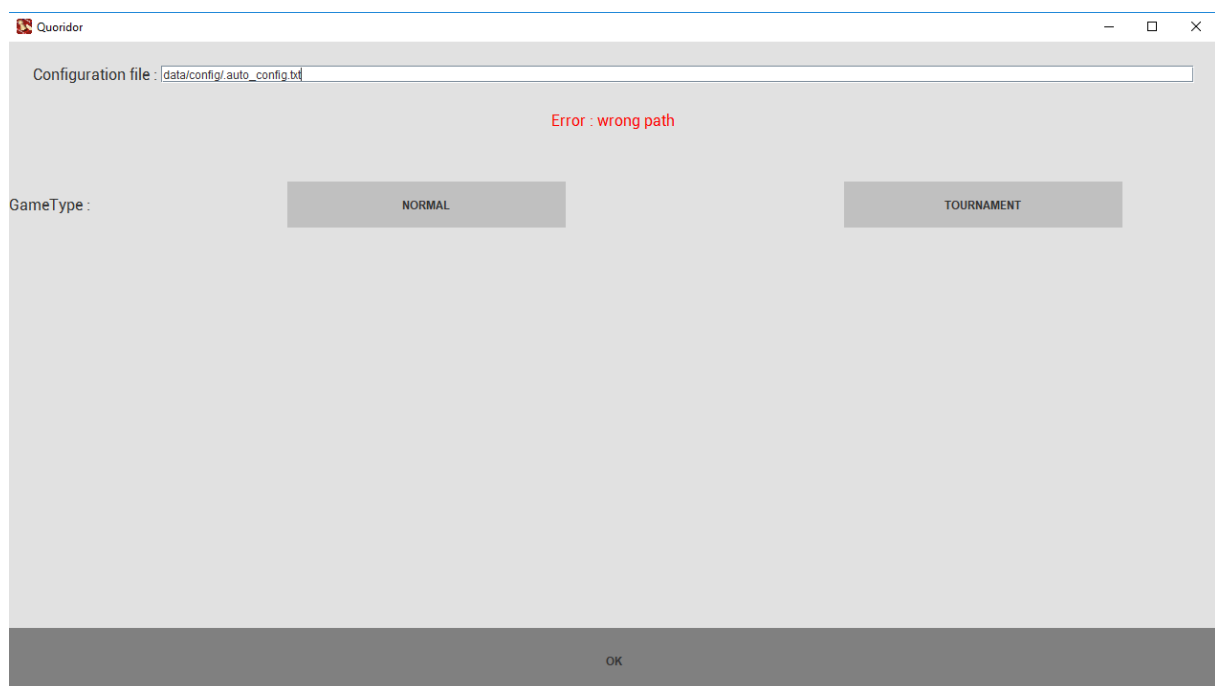 Quoridor
Configuration file : data/config/.auto_config.txt
Error : wrong path
GameType : NORMAL TOURNAMENT
OK